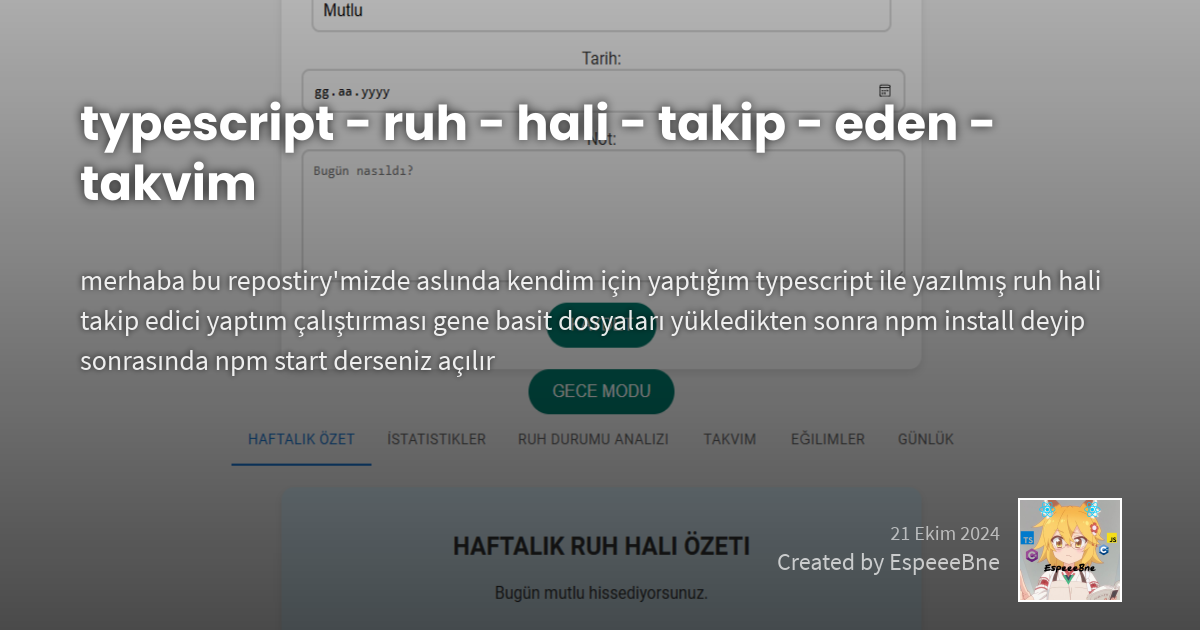 Mutlu
Tarih:
gg.aa.yyyy
typescript - ruh - hali - takip - eden -
takvim
Not:
Bugün nasıldı?
merhaba bu repostiry'mizde aslında kendim için yaptığım typescript ile yazılmış ruh hali
takip edici yaptım çalıştırması gene basit dosyaları yükledikten sonra npm install deyip
sonrasında npm start derseniz açılır
GECE MODU
HAFTALIK ÖZET İSTATISTIKLER RUH DURUMU ANALIZI TAKVIM EĞILIMLER GÜNLÜK
HAFTALIK RUH HALI ÖZETI
Bugün mutlu hissediyorsunuz.
21 Ekim 2024
Created by EspeeeBne
TS
JS
EspeeeBne